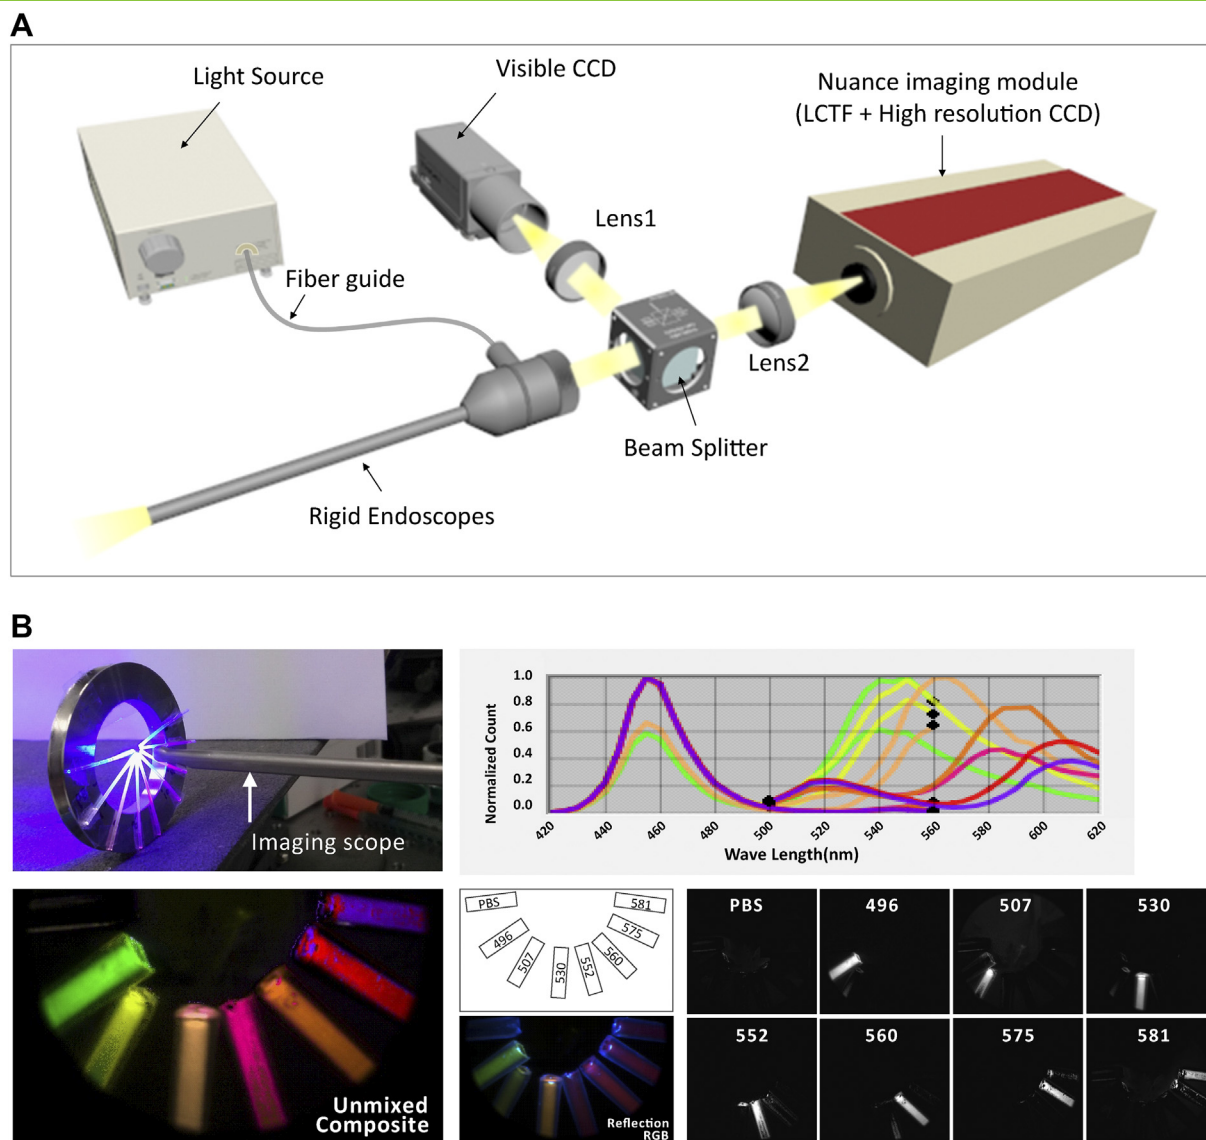 A
Light Source
Visible CCD
Nuance imaging module
(LCTF + High resolution CCD)
Lens1
Fiber guide
Lens2
Beam Splitter
Rigid Endoscopes
B
Imaging scope
Normalized Count
1.0
0.8
0.6
0.4
0.2
0.0
420 440 460 480 500 520 540 560 580 600 620
Wave Length(nm)
PBS
496
507
530
552
560
575
581
Unmixed
Composite
Reflection
RGB
PBS 496 507 530
552 560 575 581